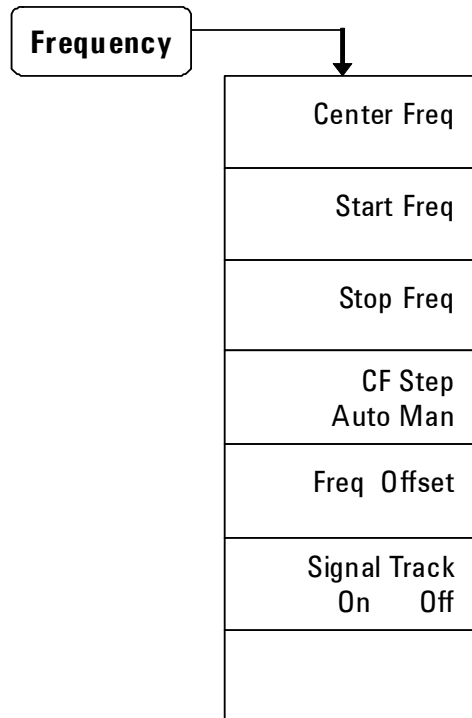 Frequency
Center Freq
Start Freq
Stop Freq
CF Step
Auto Man
Freq Offset
Signal Track
On Off